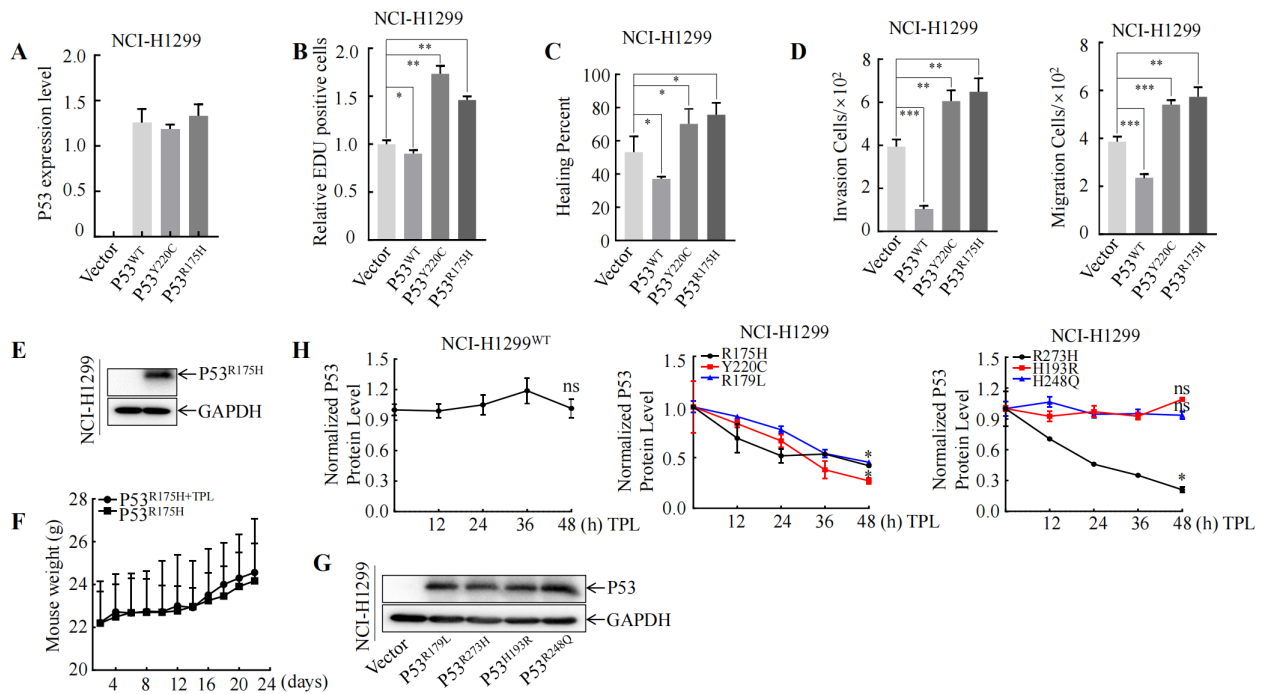 A
NCI-H1299
P53 expression level
2.0
1.5
1.0
0.5
0
Vector
P53WT
P53Y220C
P53R175H
B
NCI-H1299
Relative EDU positive cells
2.0
1.5
1.0
0.5
0
**
**
*
Vector
P53WT
P53Y220C
P53R175H
C
NCI-H1299
Healing Percent
100
80
60
40
20
0
*
*
*
Vector
P53WT
P53Y220C
P53R175H
D
NCI-H1299
Invasion Cells/×10²
8
6
4
2
0
**
**
***
Vector
P53WT
P53Y220C
P53R175H
NCI-H1299
Migration Cells/×10²
8
6
4
2
0
**
***
***
Vector
P53WT
P53Y220C
P53R175H
E
NCI-H1299
←P53R175H
←GAPDH
F
Mouse weight (g)
28
26
24
22
20
P53R175H+TPL
P53R175H
4 8 12 16 20 24 (days)
G
NCI-H1299
←P53
←GAPDH
Vector
P53R179L
P53R273H
P53H193R
P53R248Q
H
NCI-H1299WT
Normalized P53
Protein Level
1.5
1.2
0.9
0.6
0.3
0.0
ns
12 24 36 48 (h) TPL
NCI-H1299
R175H
Y220C
R179L
Normalized P53
Protein Level
1.5
1.0
0.5
0.0
*
*
12 24 36 48 (h) TPL
NCI-H1299
R273H
H193R
H248Q
Normalized P53
Protein Level
1.5
1.2
0.9
0.6
0.3
0.0
ns
ns
*
12 24 36 48 (h) TPL